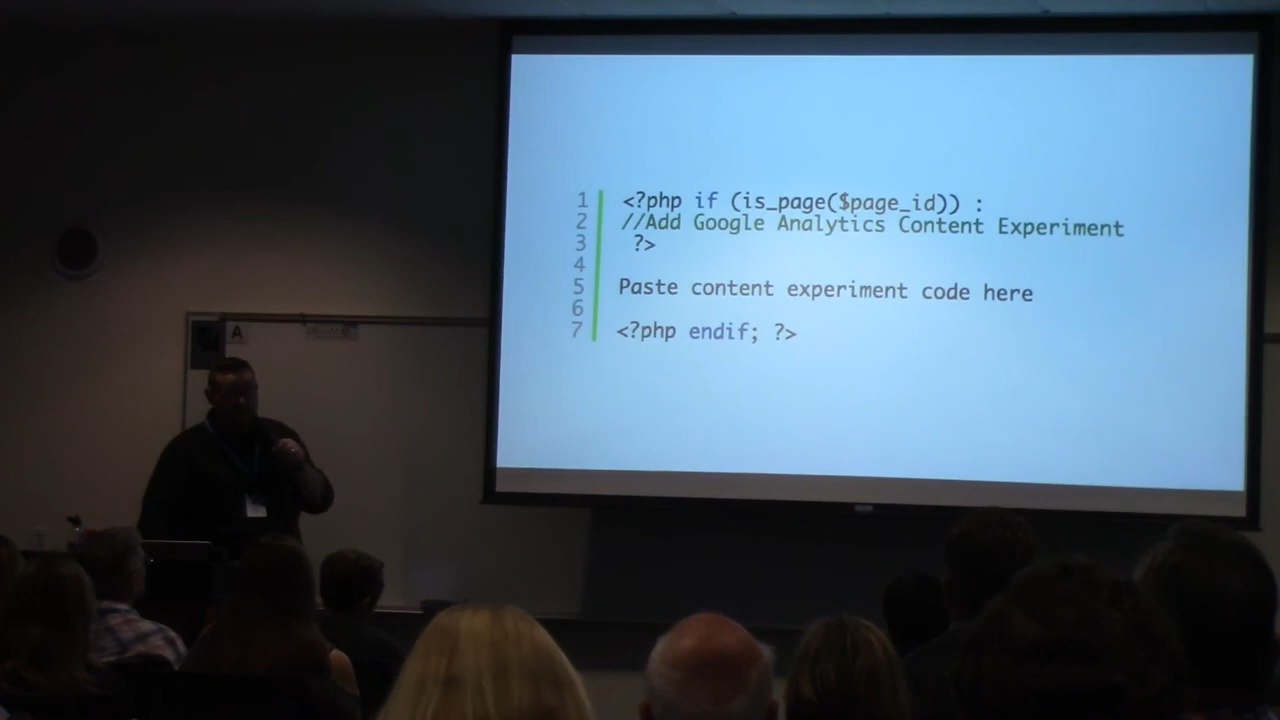 A
1 <?php if (is_page($page_id)) :
2 //Add Google Analytics Content Experiment
3 ?>
4
5 Paste content experiment code here
6
7 <?php endif; ?>